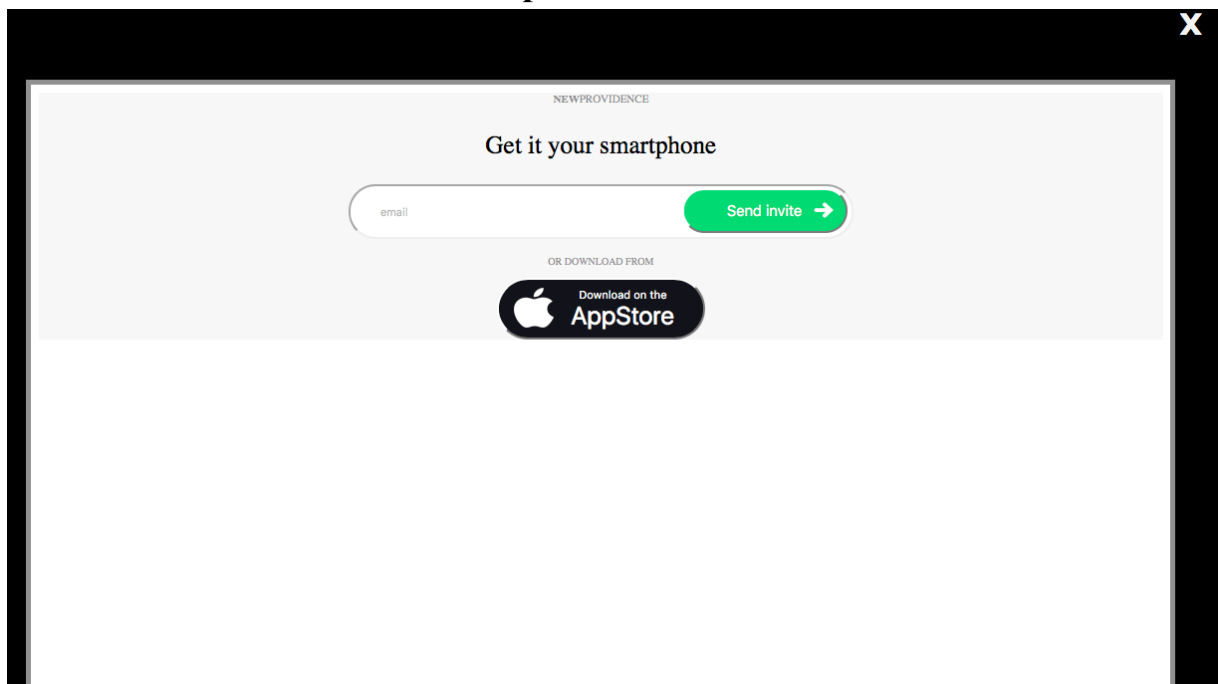 X
NEWPROVIDENCE
Get it your smartphone
email
Send invite
OR DOWNLOAD FROM
Download on the
AppStore